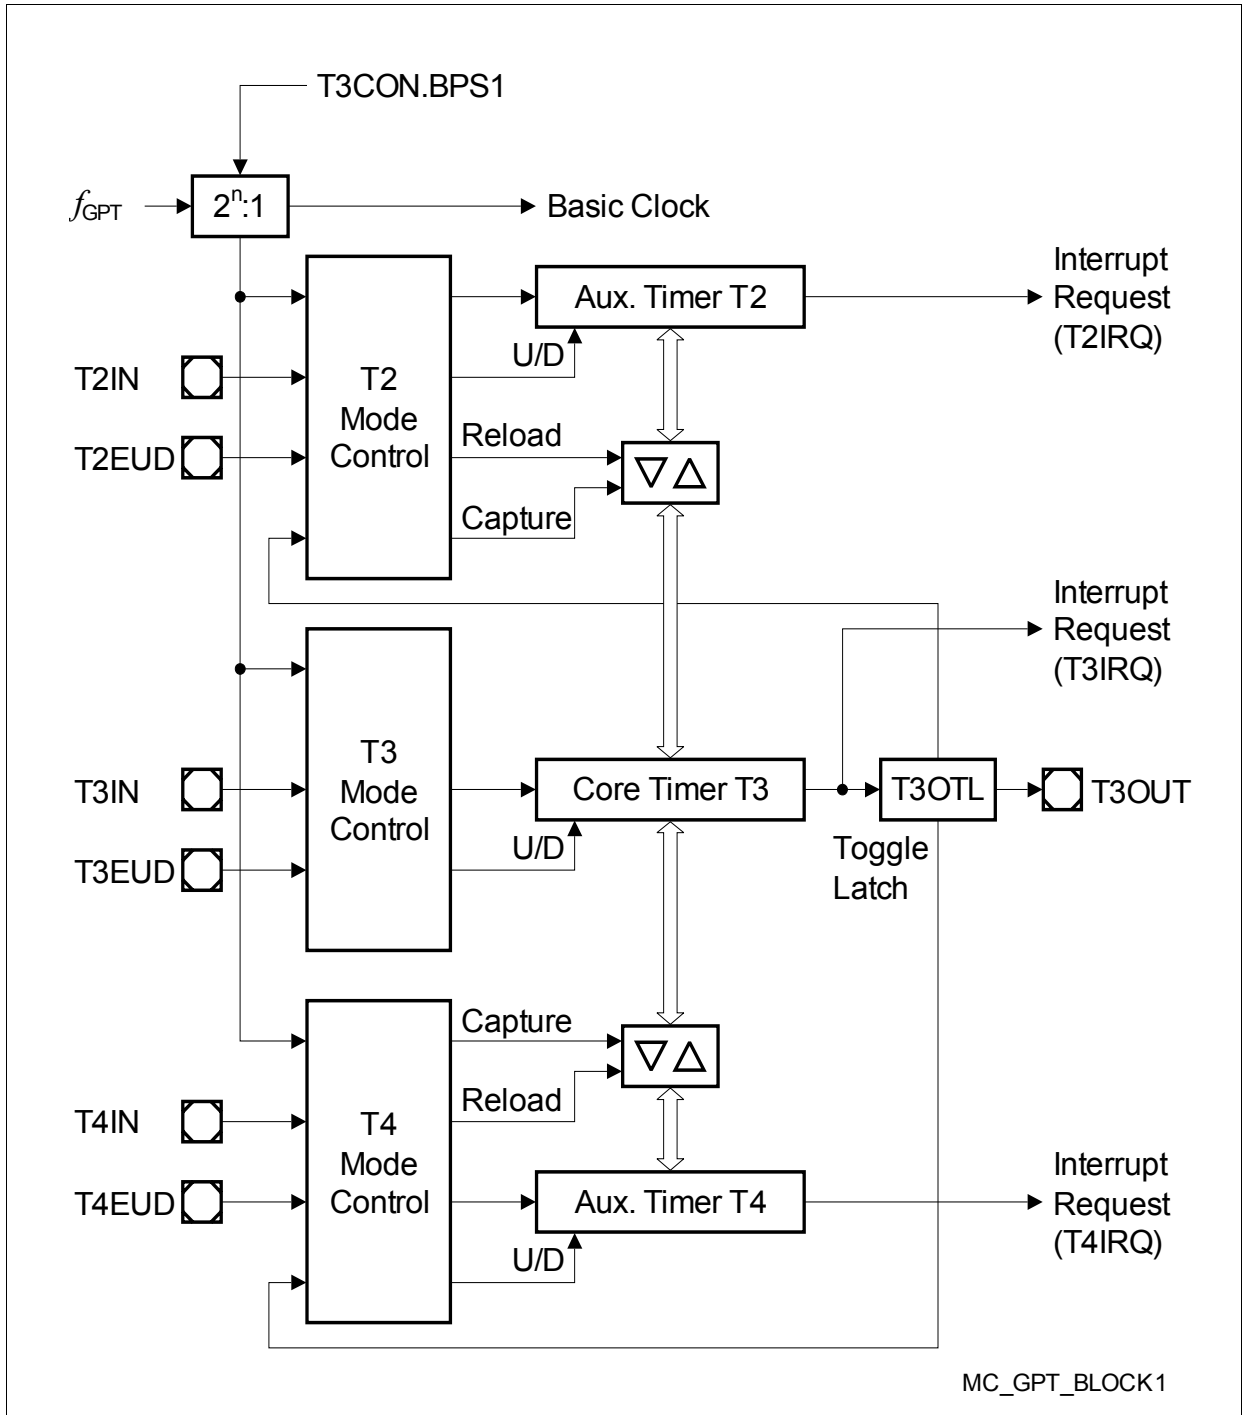 T3CON.BPS1
fGPT
2ⁿ:1
Basic Clock
Interrupt
Request
(T2IRQ)
Aux. Timer T2
U/D
T2IN
T2EUD
T2
Mode
Control
Reload
Capture
Interrupt
Request
(T3IRQ)
T3IN
T3EUD
T3
Mode
Control
Core Timer T3
U/D
T3OTL
T3OUT
Toggle
Latch
Capture
Reload
T4IN
T4EUD
T4
Mode
Control
Aux. Timer T4
U/D
Interrupt
Request
(T4IRQ)
MC_GPT_BLOCK1